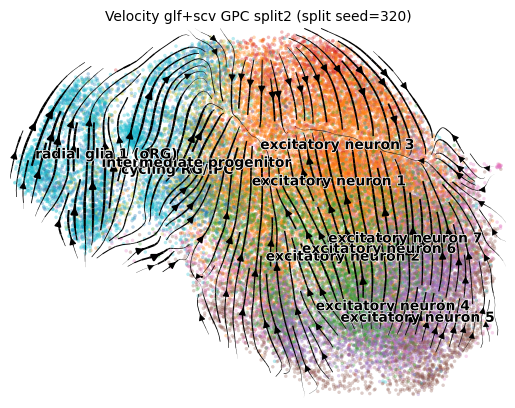 Velocity glf+scv GPC split2 (split seed=320)
excitatory neuron 3
radial glia 1 (oRG)
intermediate progenitor
cycling RG/IPC
excitatory neuron 1
excitatory neuron 7
excitatory neuron 6
excitatory neuron 2
excitatory neuron 4
excitatory neuron 5